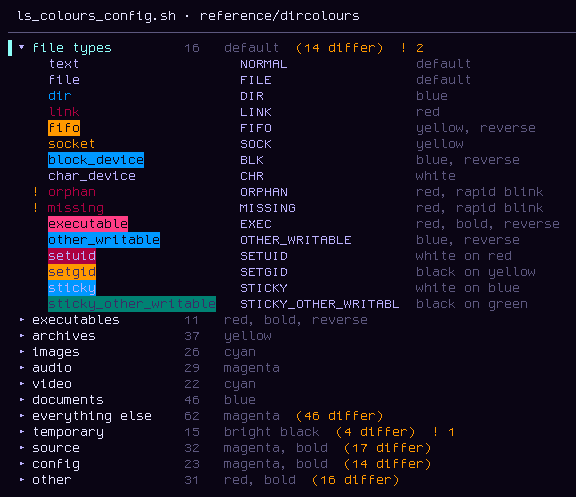 ls_colours_config.sh · reference/dircolours
▾ file types 16 default (14 differ) ! 2
text NORMAL default
file FILE default
dir DIR blue
link LINK red
fifo FIFO yellow, reverse
socket SOCK yellow
block_device BLK blue, reverse
char_device CHR white
! orphan ORPHAN red, rapid blink
! missing MISSING red, rapid blink
executable EXEC red, bold, reverse
other_writable OTHER_WRITABLE blue, reverse
setuid SETUID white on red
setgid SETGID black on yellow
sticky STICKY white on blue
sticky_other_writable STICKY_OTHER_WRITABL black on green
▸ executables 11 red, bold, reverse
▸ archives 37 yellow
▸ images 26 cyan
▸ audio 29 magenta
▸ video 22 cyan
▸ documents 46 blue
▸ everything else 62 magenta (46 differ)
▸ temporary 15 bright black (4 differ) ! 1
▸ source 32 magenta, bold (17 differ)
▸ config 23 magenta, bold (14 differ)
▸ other 31 red, bold (16 differ)